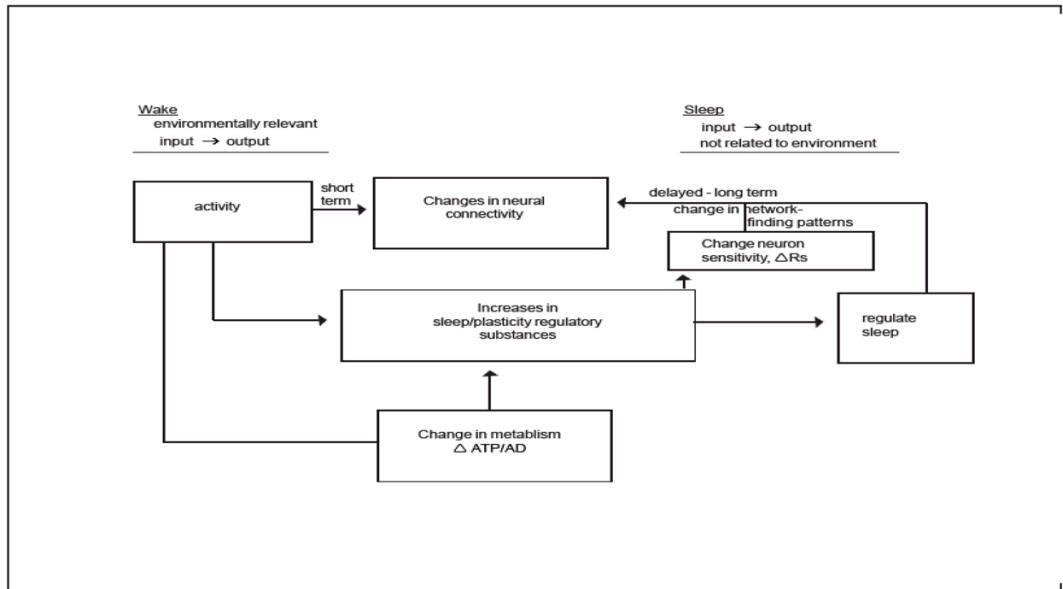 Wake
environmentally relevant
input → output
Sleep
input → output
not related to environment
activity
short
term
Changes in neural
connectivity
delayed - long term
change in network-
finding patterns
Change neuron
sensitivity, △Rs
Increases in
sleep/plasticity regulatory
substances
regulate
sleep
Change in metablism
△ ATP/AD